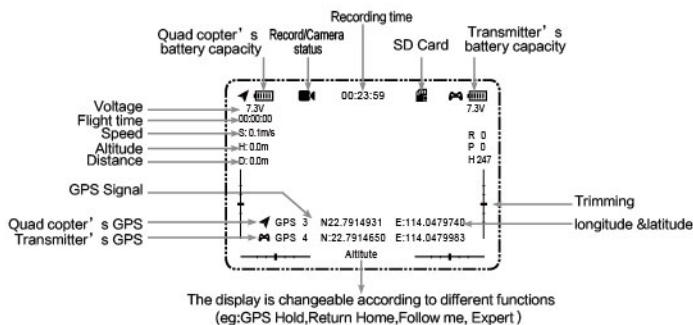 Recording time
Quad copter's battery capacity
Record/Camera status
SD Card
Transmitter's battery capacity
00:23:59
Voltage
7.3V
7.3V
Flight time
00:00:00
Speed
S: 0.1m/s
R 0
Altitude
H: 0.0m
P 0
Distance
D: 0.0m
H 247
GPS Signal
Trimming
Quad copter's GPS
GPS 3 N22.7914931 E:114.0479740
longitude &latitude
Transmitter's GPS
GPS 4 N:22.7914650 E:114.0479983
Altitute
The display is changeable according to different functions
(eg:GPS Hold,Return Home,Follow me, Expert )